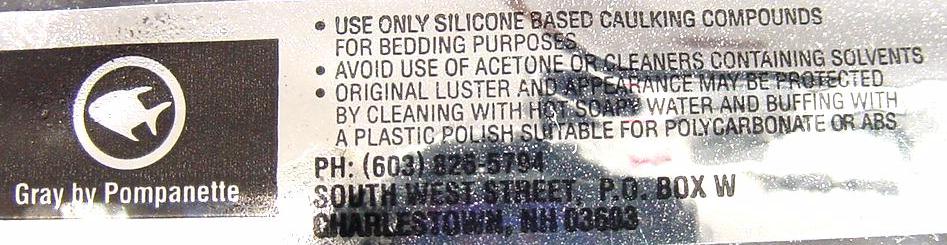 • USE ONLY SILICONE BASED CAULKING COMPOUNDS
FOR BEDDING PURPOSES
• AVOID USE OF ACETONE OR CLEANERS CONTAINING SOLVENTS
• ORIGINAL LUSTER AND APPEARANCE MAY BE PROTECTED
BY CLEANING WITH HOT SOAPY WATER AND BUFFING WITH
A PLASTIC POLISH SUITABLE FOR POLYCARBONATE OR ABS
PH: (603) 826-5794
SOUTH WEST STREET, P.O. BOX W
CHARLESTOWN, NH 03603
Gray by Pompanette